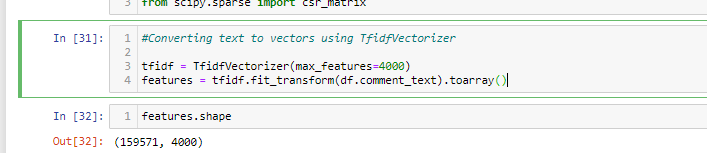 3 from scipy.sparse import csr_matrix
In [31]: 1 #Converting text to vectors using TfidfVectorizer
2
3 tfidf = TfidfVectorizer(max_features=4000)
4 features = tfidf.fit_transform(df.comment_text).toarray()
In [32]: 1 features.shape
Out[32]: (159571, 4000)